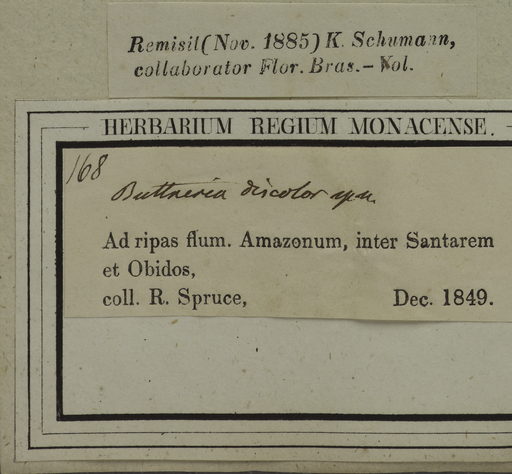 Remisit (Nov. 1885) K. Schumann,
collaborator Flor. Bras. – Vol.
HERBARIUM REGIUM MONACENSE.
168
Buttneria discolor
Ad ripas flum. Amazonum, inter Santarem
et Obidos,
coll. R. Spruce, Dec. 1849.